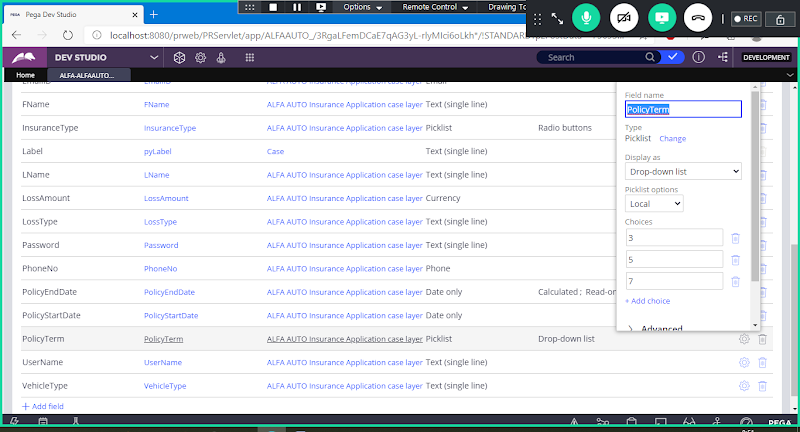 PEGA Pega Dev Studio
Options Remote Control Drawing To
REC
localhost:8080/prweb/PRServlet/app/ALFAAUTO_/3RgaLFemDCaE7qAG3yL-rlyMIci6oLkh*/!STANDARD
DEV STUDIO
Search
DEVELOPMENT
Home ALFA-ALFAAUTO...
FName FName ALFA AUTO Insurance Application case layer Text (single line)
InsuranceType InsuranceType ALFA AUTO Insurance Application case layer Picklist Radio buttons
Label pyLabel Case Text (single line)
LName LName ALFA AUTO Insurance Application case layer Text (single line)
LossAmount LossAmount ALFA AUTO Insurance Application case layer Currency
LossType LossType ALFA AUTO Insurance Application case layer Text (single line)
Password Password ALFA AUTO Insurance Application case layer Text (single line)
PhoneNo PhoneNo ALFA AUTO Insurance Application case layer Phone
PolicyEndDate PolicyEndDate ALFA AUTO Insurance Application case layer Date only Calculated ; Read-on
PolicyStartDate PolicyStartDate ALFA AUTO Insurance Application case layer Date only
PolicyTerm PolicyTerm ALFA AUTO Insurance Application case layer Picklist Drop-down list
UserName UserName ALFA AUTO Insurance Application case layer Text (single line)
VehicleType VehicleType ALFA AUTO Insurance Application case layer Text (single line)
+ Add field
Field name
PolicyTerm
Type
Picklist Change
Display as
Drop-down list
Picklist options
Local
Choices
3
5
7
+ Add choice
Advanced
PEGA